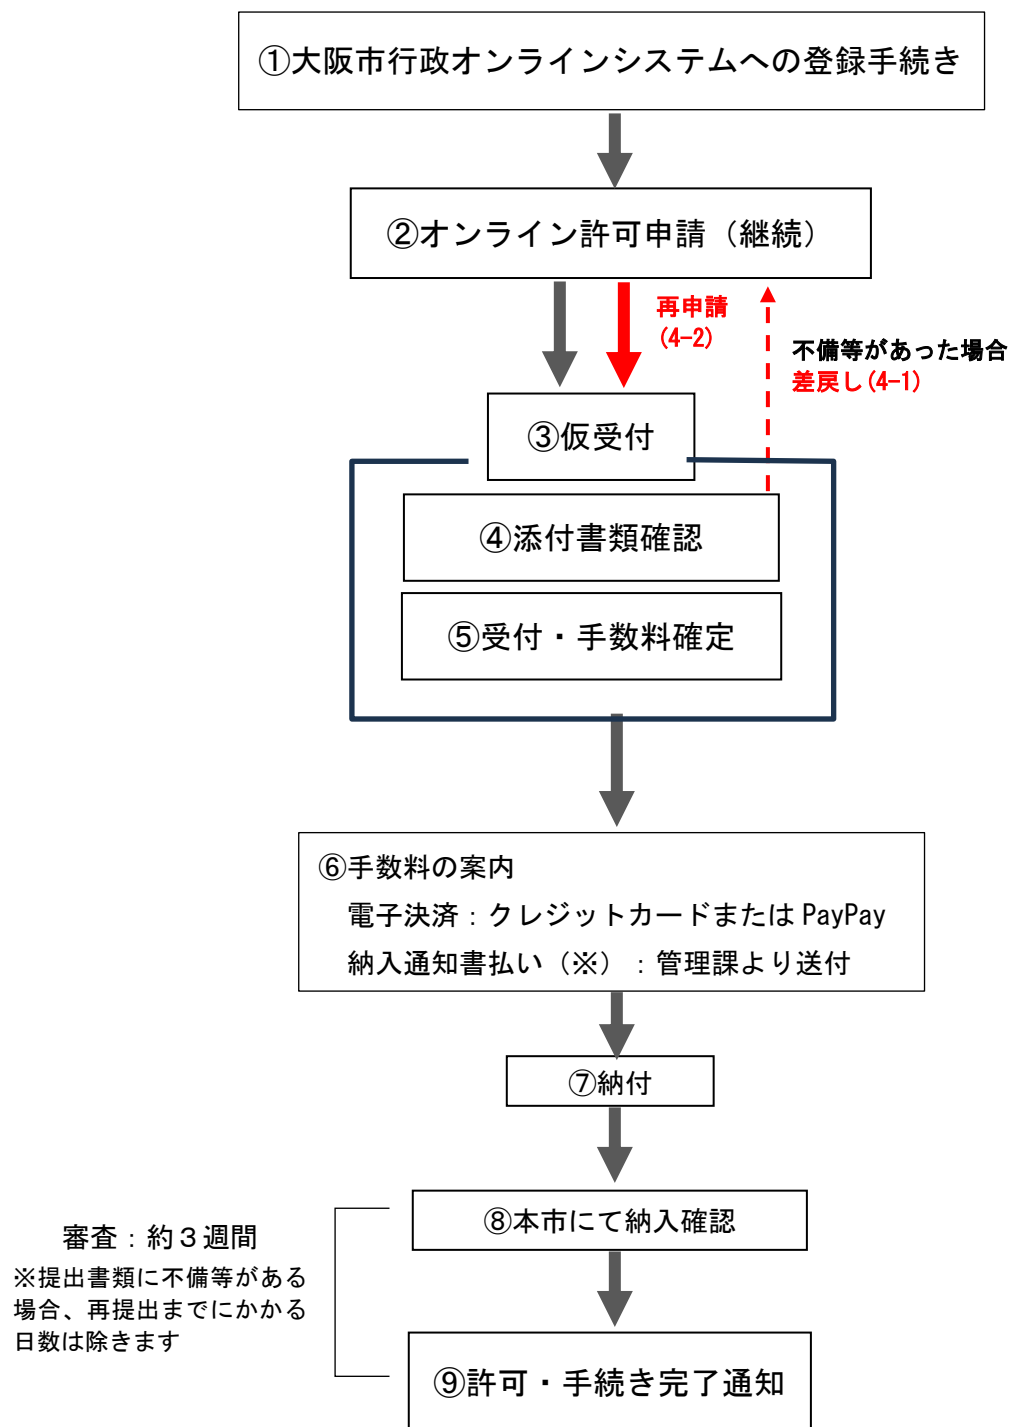 ①大阪市行政オンラインシステムへの登録手続き
②オンライン許可申請（継続）
再申請
(4-2)
不備等があった場合
差戻し(4-1)
③仮受付
④添付書類確認
⑤受付・手数料確定
⑥手数料の案内
電子決済：クレジットカードまたは PayPay
納入通知書払い（※）：管理課より送付
⑦納付
⑧本市にて納入確認
審査：約３週間
※提出書類に不備等がある
場合、再提出までにかかる
日数は除きます
⑨許可・手続き完了通知